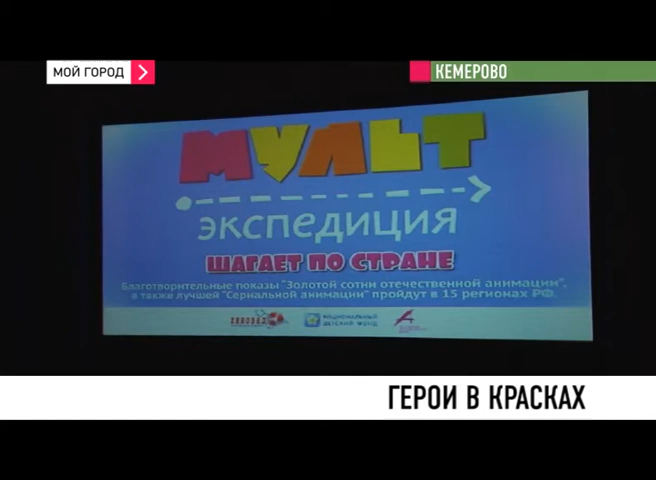 МОЙ ГОРОД
КЕМЕРОВО
МУЛЬТ
экспедиция
ШАГАЕТ ПО СТРАНЕ
Благотворительные показы "Золотой сотни отечественной анимации",
а также лучшей "Сериальной анимации" пройдут в 15 регионах РФ.
НАЦИОНАЛЬНЫЙ
ДЕТСКИЙ ФОНД
ГЕРОИ В КРАСКАХ